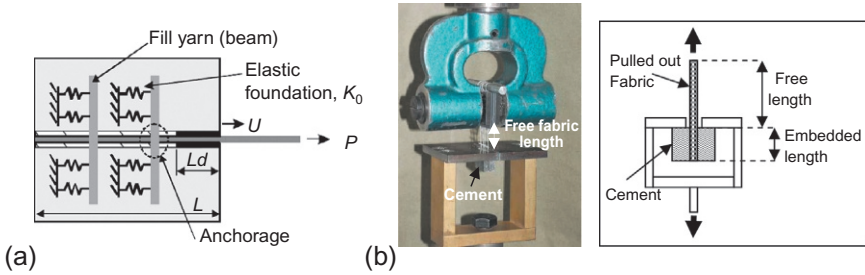 Fill yarn (beam)
Elastic
foundation, K0
U
P
Ld
L
Anchorage
(a)
Free fabric
length
Cement
(b)
Pulled out
Fabric
Free
length
Embedded
length
Cement